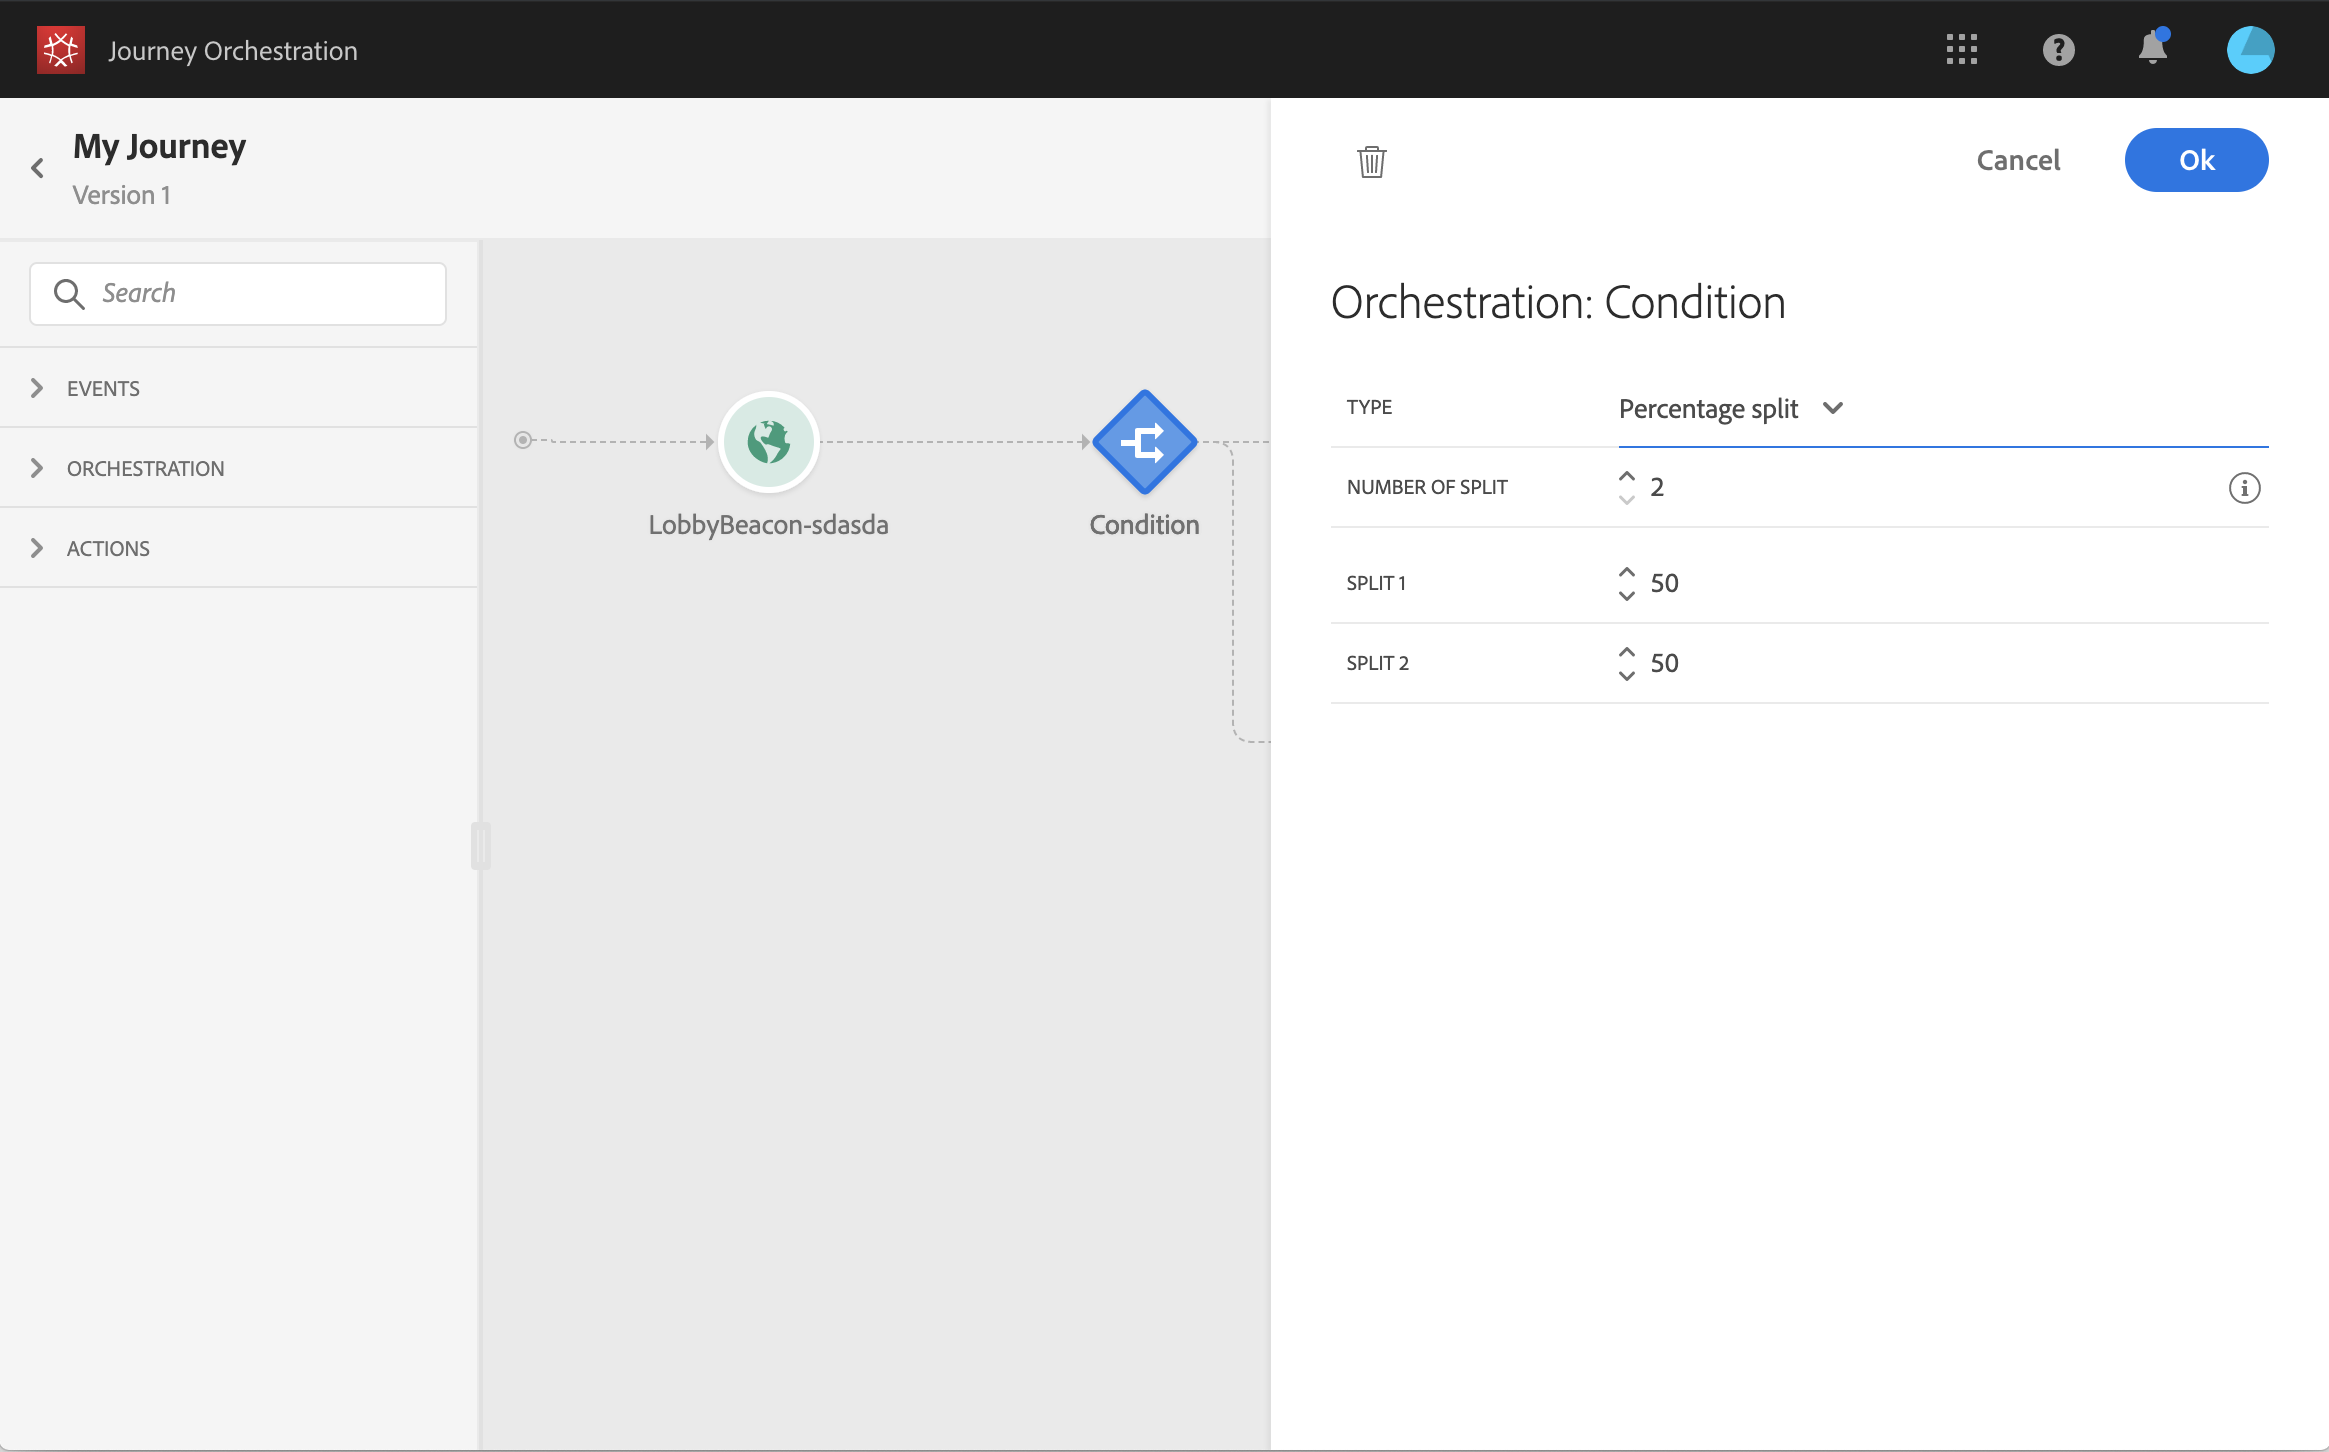 Journey Orchestration
My Journey
Version 1
Cancel
Ok
Search
Orchestration: Condition
EVENTS
ORCHESTRATION
ACTIONS
LobbyBeacon-sdasda
Condition
TYPE
Percentage split
NUMBER OF SPLIT
2
SPLIT 1
50
SPLIT 2
50